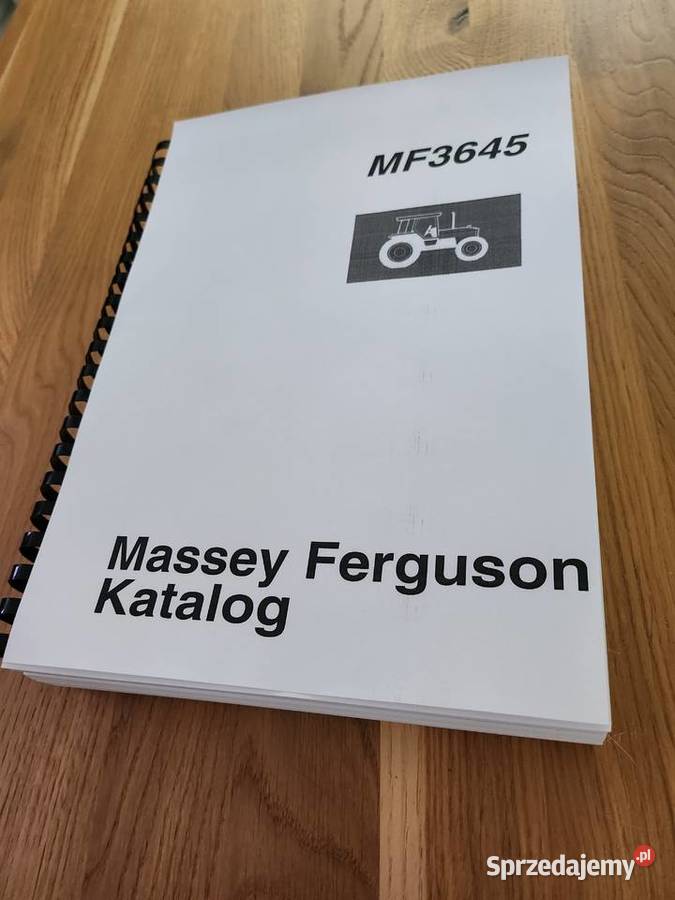 MF3645
Massey Ferguson
Katalog
Sprzedajemy.pl